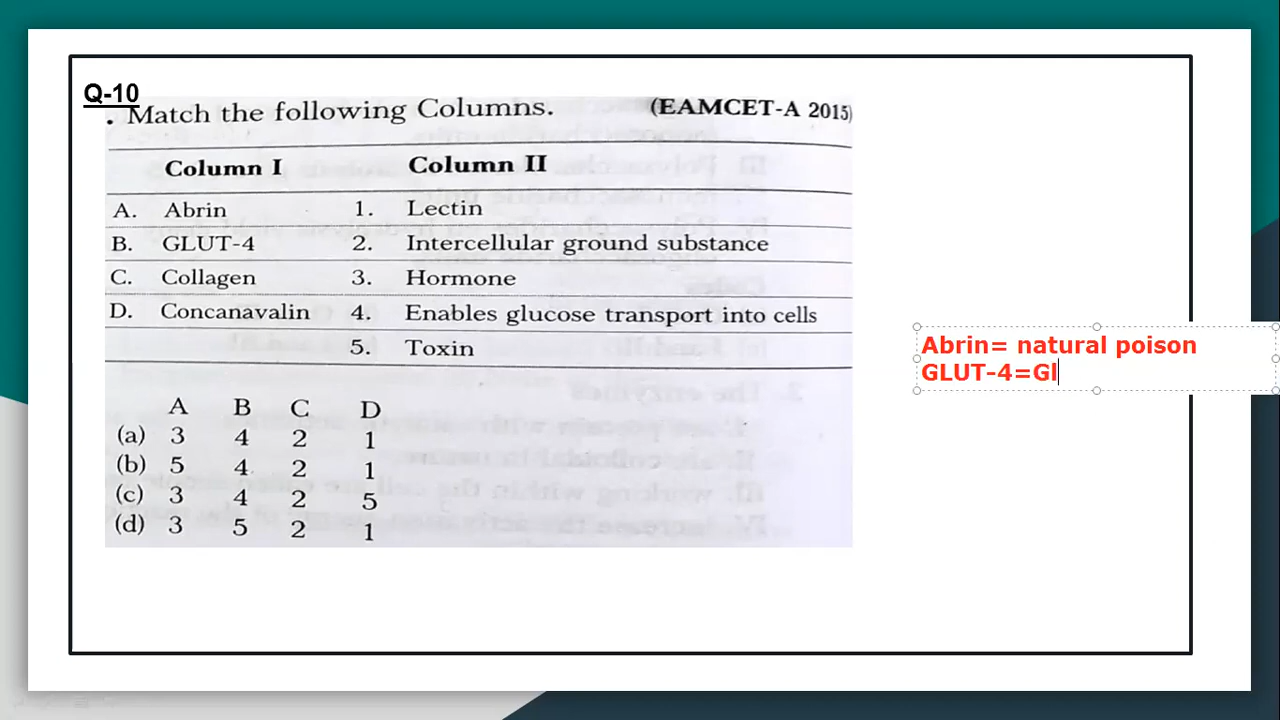 Q-10
. Match the following Columns. (EAMCET-A 2015)
Column I Column II
A. Abrin 1. Lectin
B. GLUT-4 2. Intercellular ground substance
C. Collagen 3. Hormone
D. Concanavalin 4. Enables glucose transport into cells
5. Toxin
A B C D
(a) 3 4 2 1
(b) 5 4 2 1
(c) 3 4 2 5
(d) 3 5 2 1
Abrin= natural poison
GLUT-4=Gl